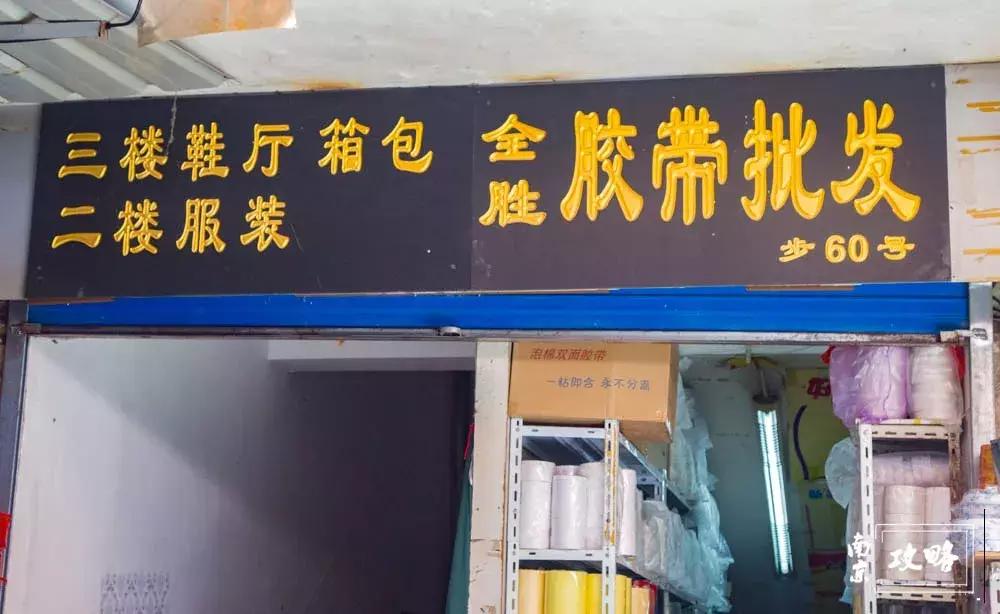 三楼鞋厅 箱包
二楼服装
全胜 胶带批发
步60号
泡棉双面胶带
一粘即合 永不分离
南京 攻略